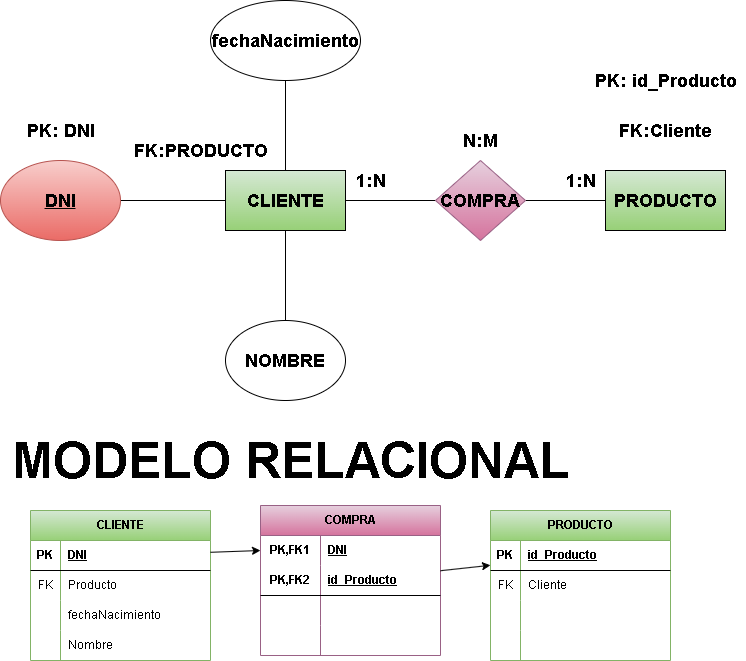 fechaNacimiento
PK: id_Producto
PK: DNI
FK:PRODUCTO
N:M
FK:Cliente
DNI
CLIENTE
1:N
COMPRA
1:N
PRODUCTO
NOMBRE
MODELO RELACIONAL
CLIENTE
PK DNI
FK Producto
fechaNacimiento
Nombre
COMPRA
PK,FK1 DNI
PK,FK2 id_Producto
PRODUCTO
PK id_Producto
FK Cliente